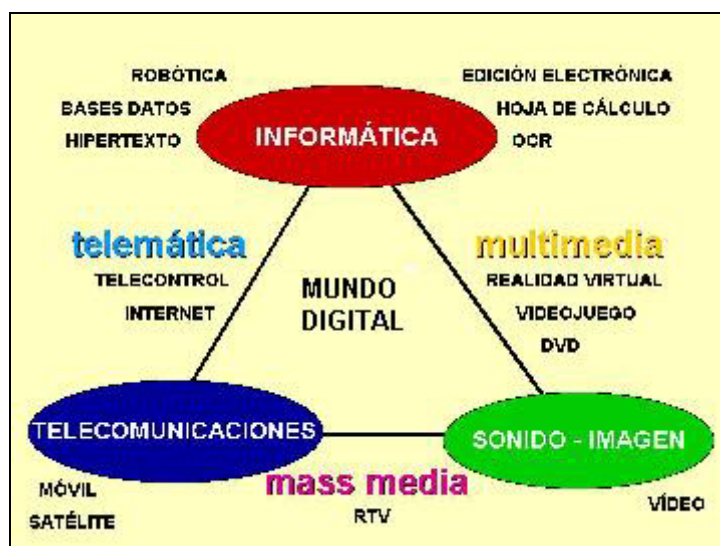 ROBÓTICA
EDICIÓN ELECTRÓNICA
BASES DATOS
HOJA DE CÁLCULO
HIPERTEXTO
INFORMÁTICA
OCR
telemática
multimedia
TELECONTROL
REALIDAD VIRTUAL
INTERNET
MUNDO
DIGITAL
VIDEOJUEGO
DVD
TELECOMUNICACIONES
SONIDO - IMAGEN
mass media
MÓVIL
RTV
VÍDEO
SATÉLITE